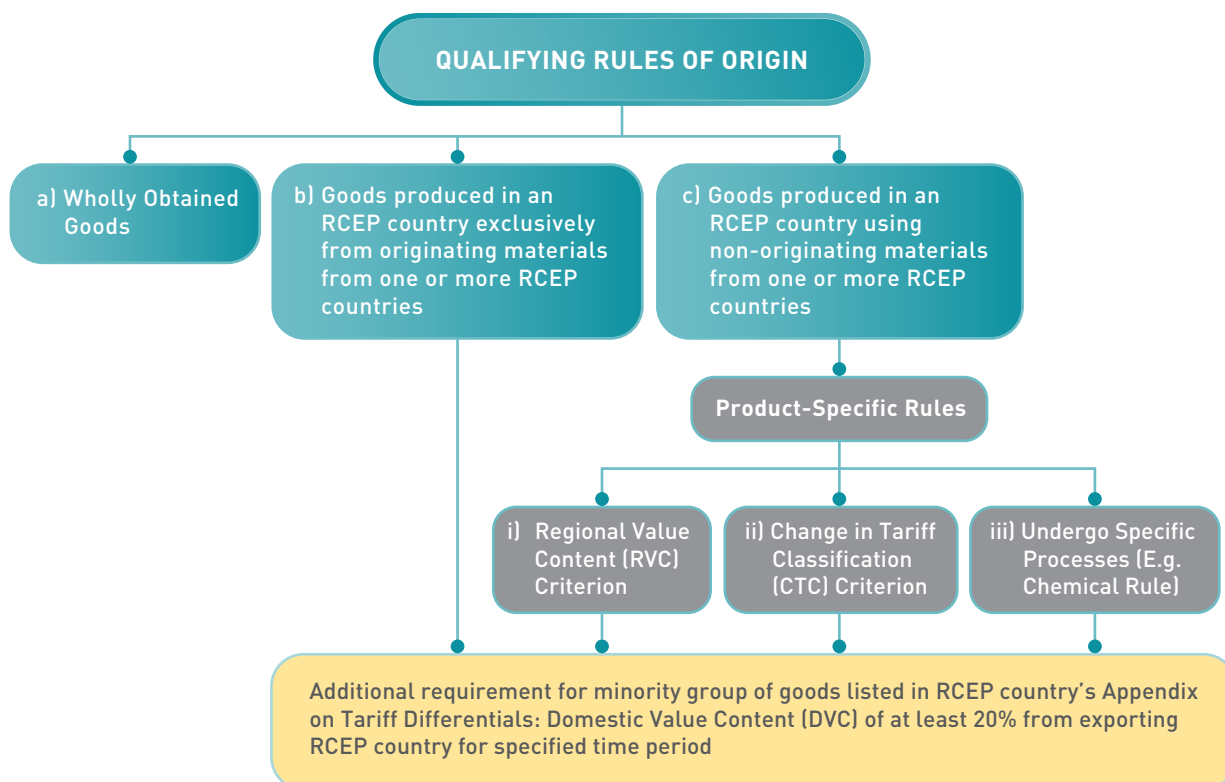 QUALIFYING RULES OF ORIGIN
a) Wholly Obtained
Goods
b) Goods produced in an
RCEP country exclusively
from originating materials
from one or more RCEP
countries
c) Goods produced in an
RCEP country using
non-originating materials
from one or more RCEP
countries
Product-Specific Rules
i) Regional Value
Content (RVC)
Criterion
ii) Change in Tariff
Classification
(CTC) Criterion
iii) Undergo Specific
Processes (E.g.
Chemical Rule)
Additional requirement for minority group of goods listed in RCEP country’s Appendix
on Tariff Differentials: Domestic Value Content (DVC) of at least 20% from exporting
RCEP country for specified time period